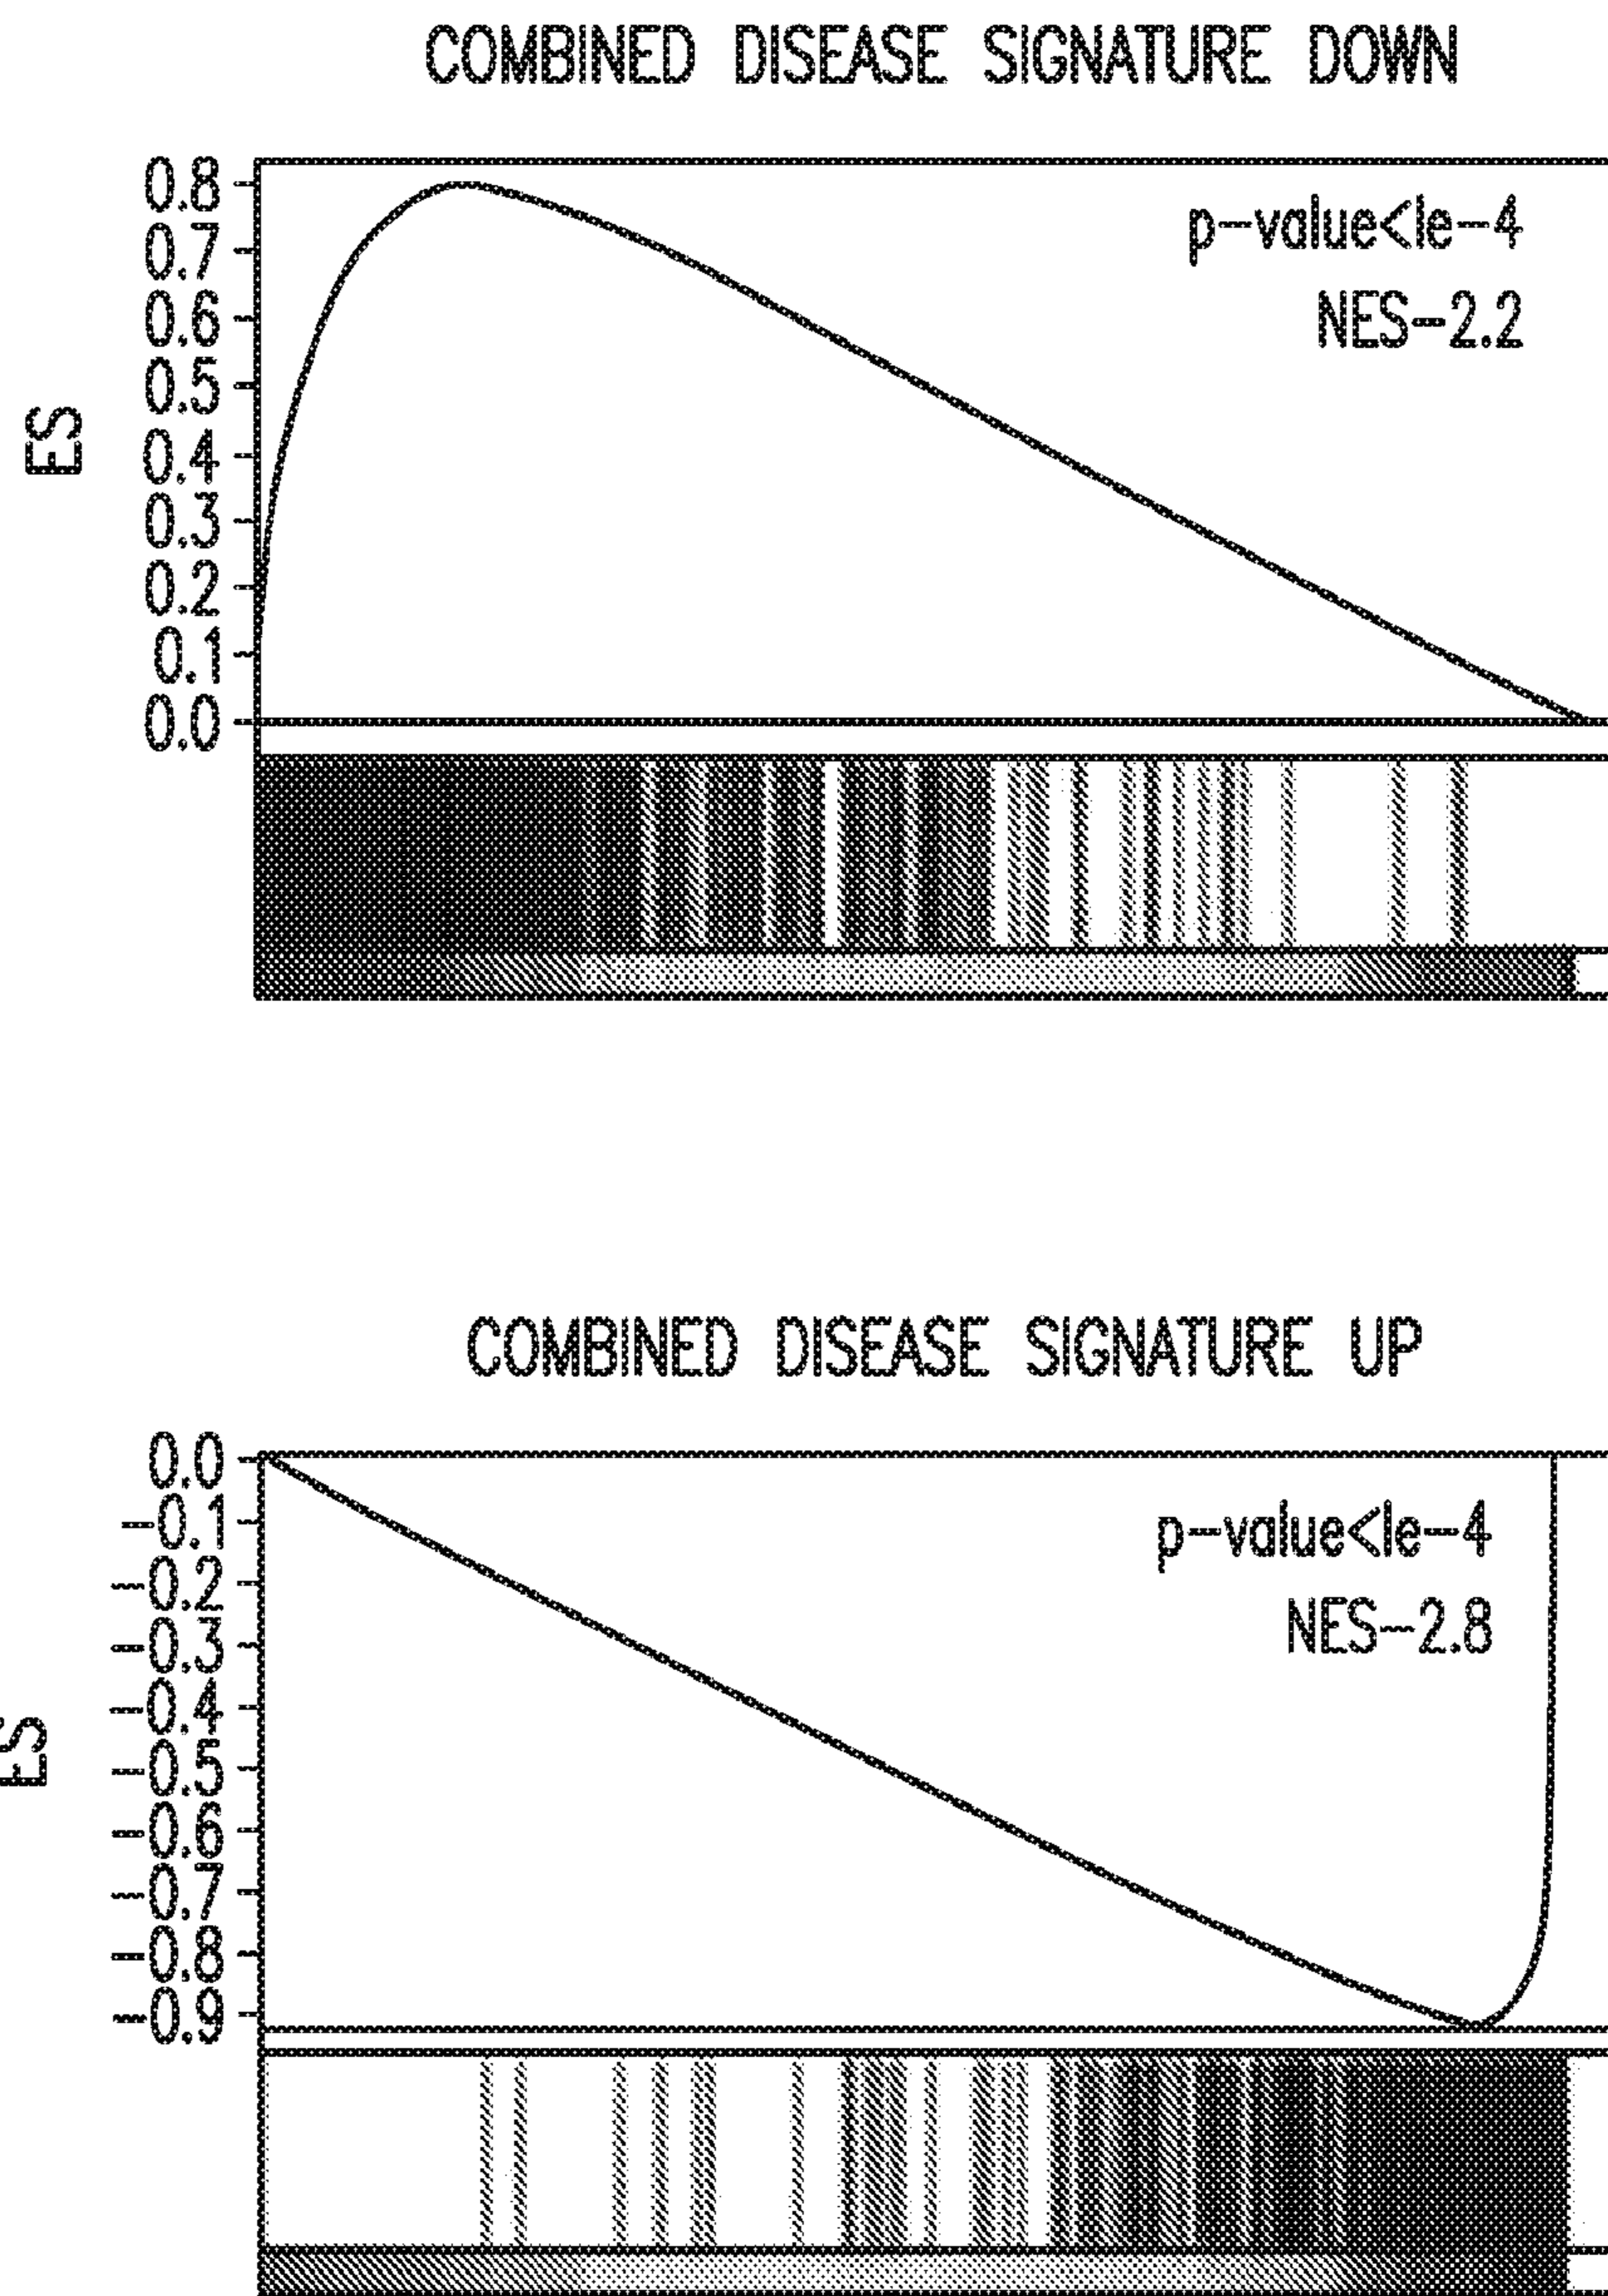 COMBINED DISEASE SIGNATURE DOWN
0.8
0.7
0.6
0.5
0.4
0.3
0.2
0.1
0.0
ES
p-value<le-4
NES-2.2
COMBINED DISEASE SIGNATURE UP
0.0
-0.1
-0.2
-0.3
-0.4
-0.5
-0.6
-0.7
-0.8
-0.9
ES
p-value<le-4
NES-2.8